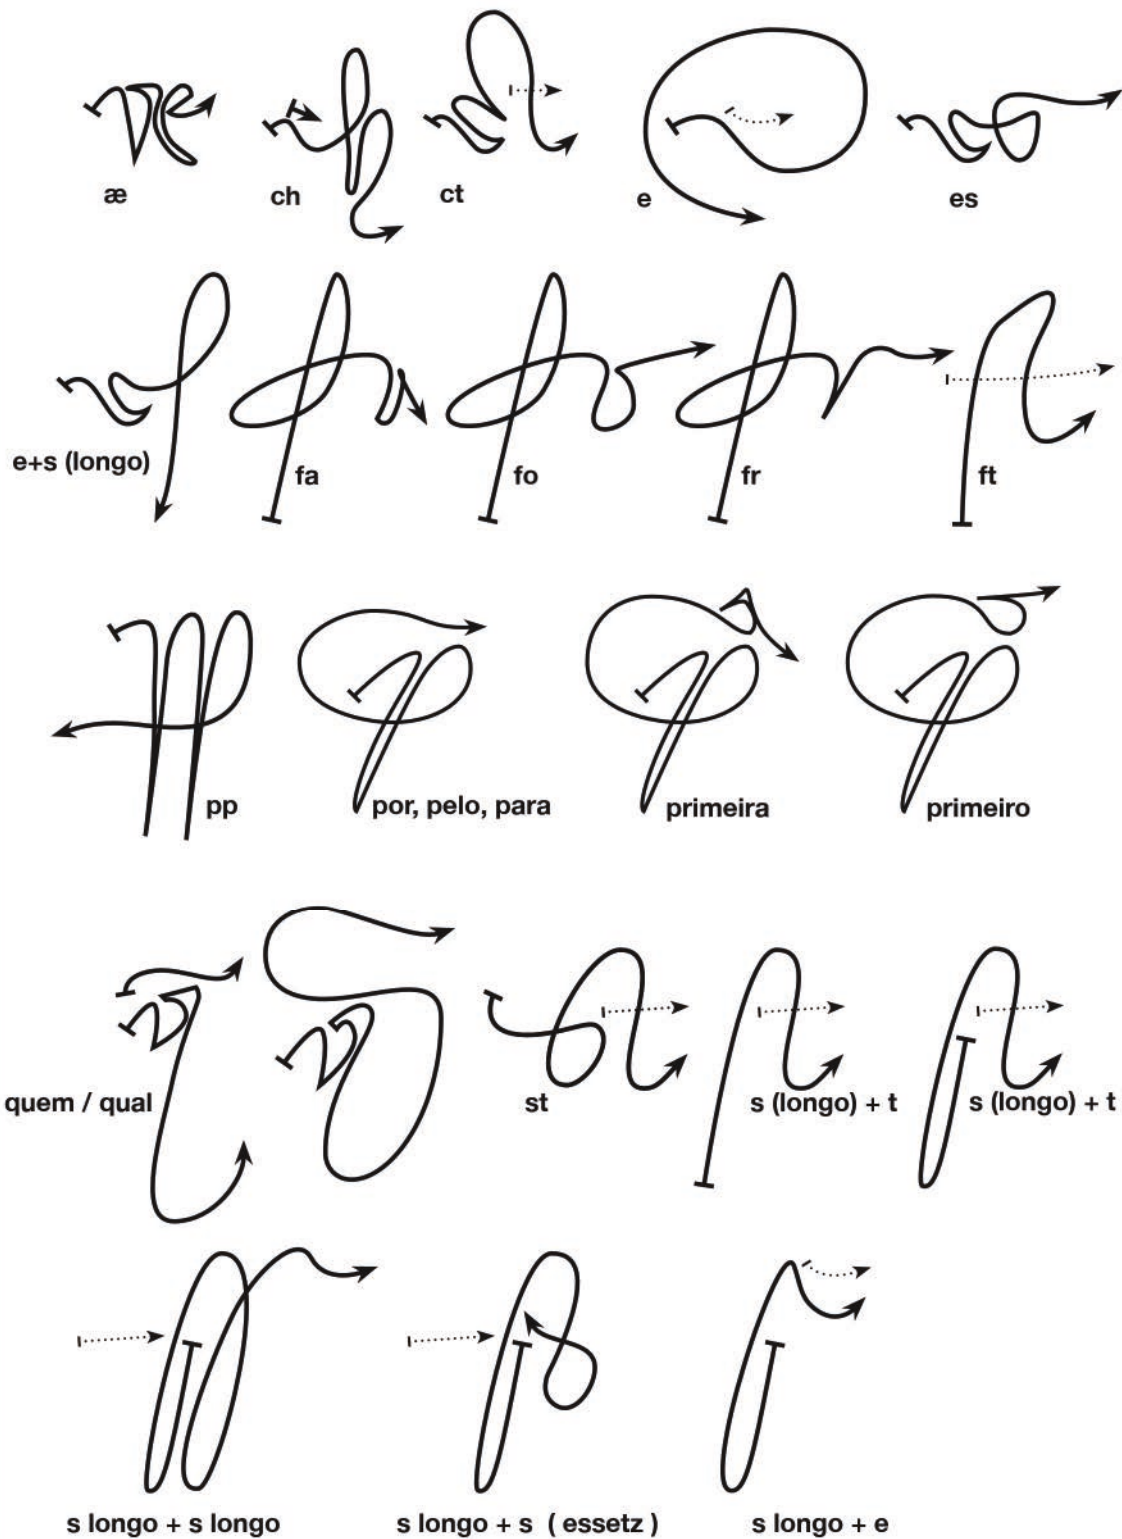 æ ch ct e es
e+s (longo) fa fo fr ft
pp por, pelo, para primeira primeiro
quem / qual st s (longo) + t s (longo) + t
s longo + s longo s longo + s ( essetz ) s longo + e